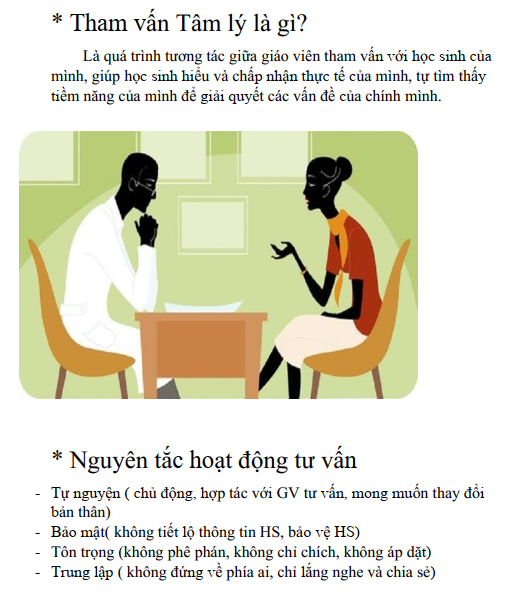 * Tham vấn Tâm lý là gì?
Là quá trình tương tác giữa giáo viên tham vấn với học sinh của
mình, giúp học sinh hiểu và chấp nhận thực tế của mình, tự tìm thấy
tiềm năng của mình để giải quyết các vấn đề của chính mình.
* Nguyên tắc hoạt động tư vấn
- Tự nguyện ( chủ động, hợp tác với GV tư vấn, mong muốn thay đổi
bản thân)
- Bảo mật( không tiết lộ thông tin HS, bảo vệ HS)
- Tôn trọng (không phê phán, không chỉ chích, không áp dặt)
- Trung lập ( không đứng về phía ai, chỉ lắng nghe và chia sẻ)